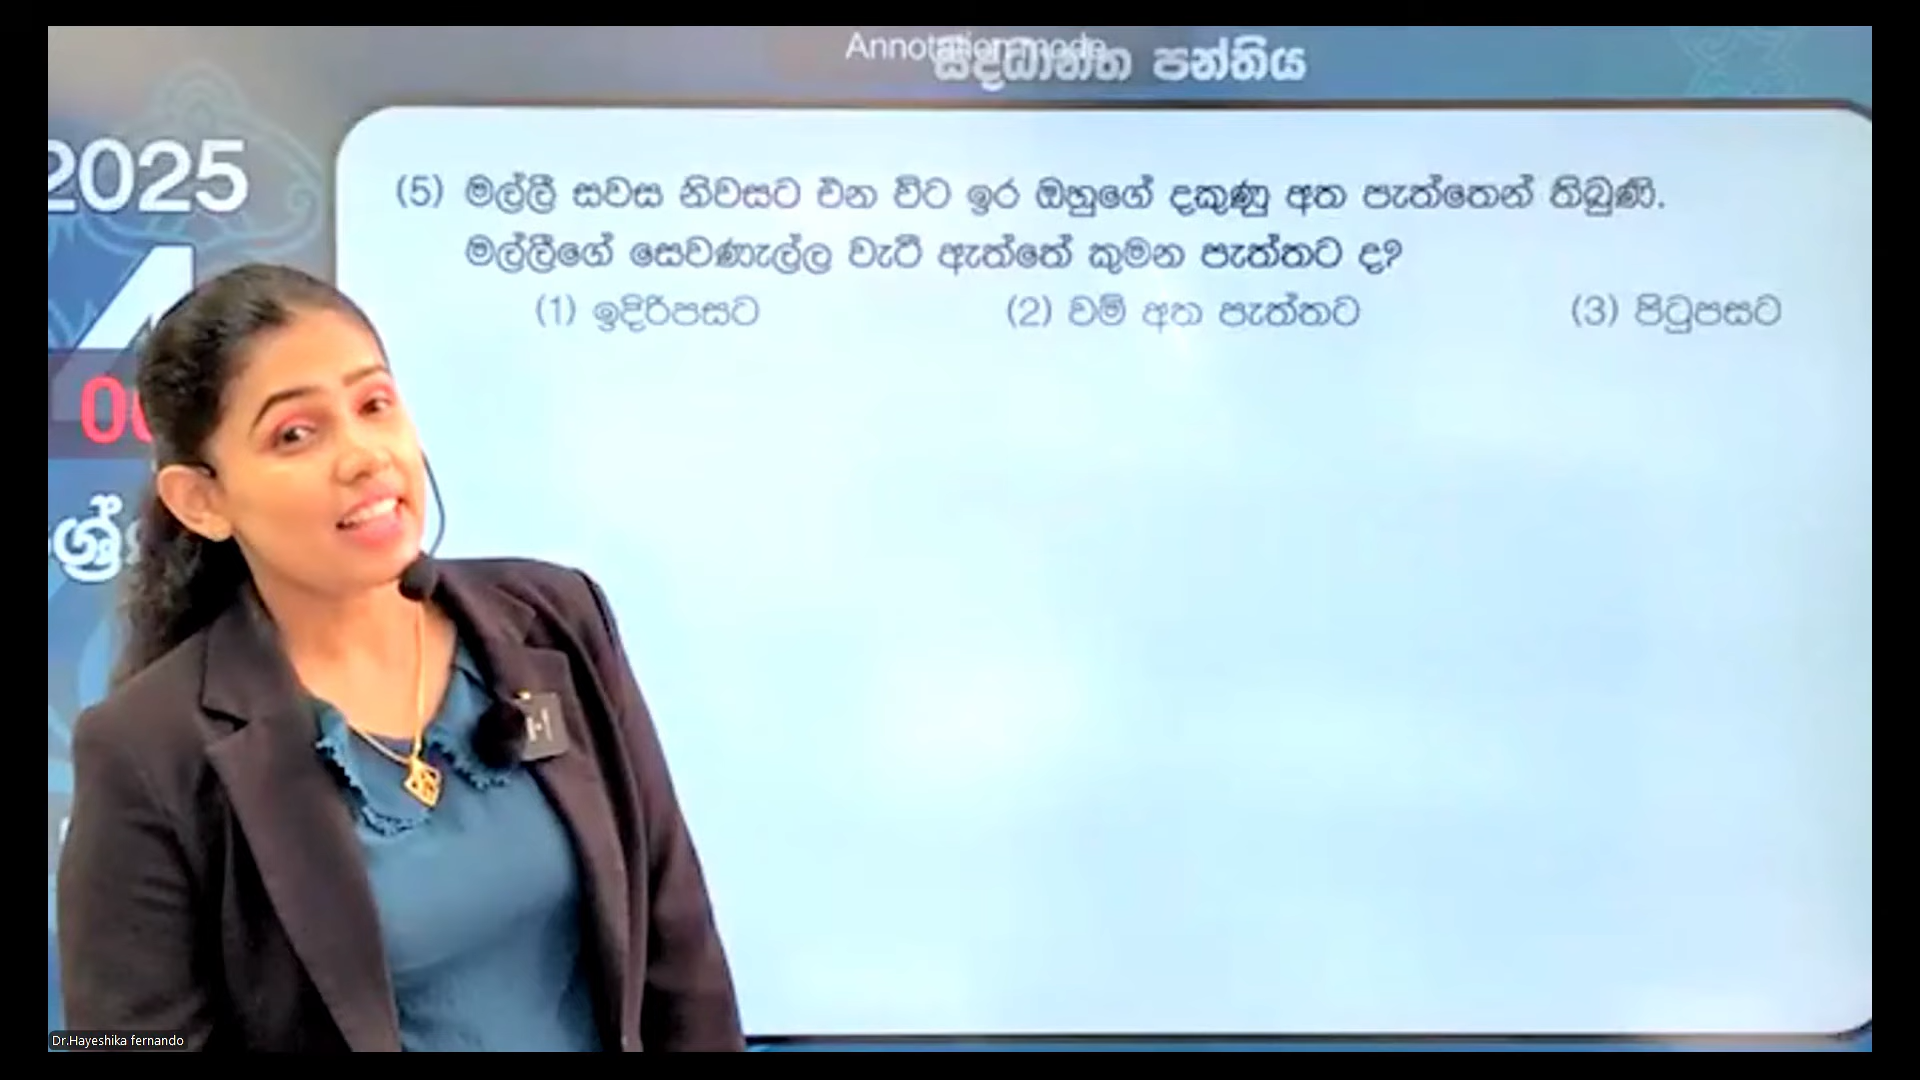 Annotation mode
සිද්ධාන්ත පන්තිය
2025
4
(5) මල්ලී සවස නිවසට එන විට ඉර ඔහුගේ දකුණු අත පැත්තෙන් තිබුණි.
මල්ලීගේ සෙවණැල්ල වැටී ඇත්තේ කුමන පැත්තට ද?
(1) ඉදිරිපසට (2) වම් අත පැත්තට (3) පිටුපසට
Dr.Hayeshika fernando